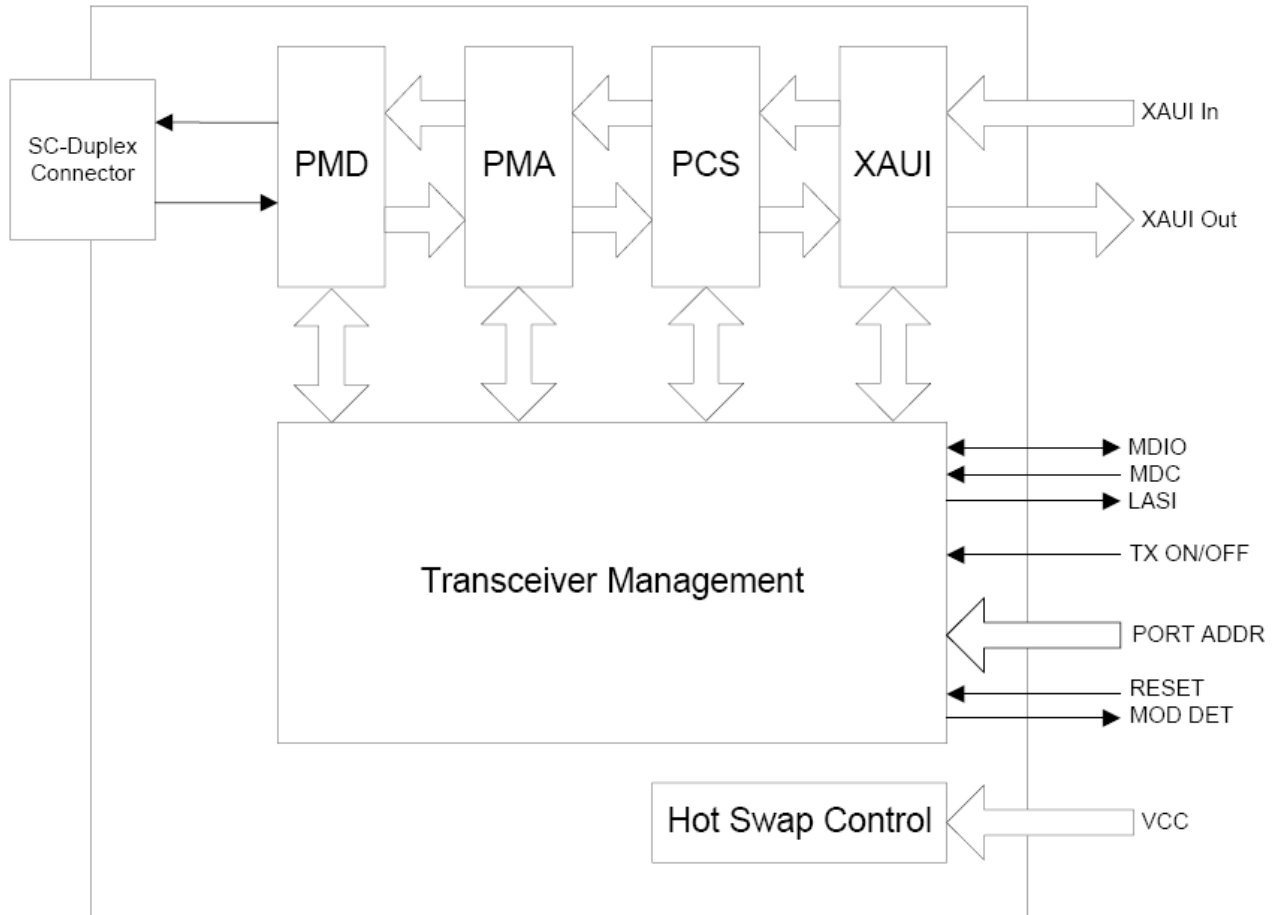 SC-Duplex
Connector
PMD
PMA
PCS
XAUI
XAUI In
XAUI Out
Transceiver Management
MDIO
MDC
LASI
TX ON/OFF
PORT ADDR
RESET
MOD DET
Hot Swap Control
VCC